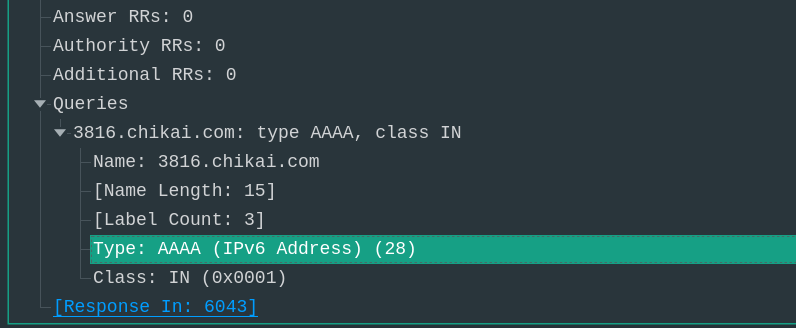 Answer RRs: 0
Authority RRs: 0
Additional RRs: 0
Queries
3816.chikai.com: type AAAA, class IN
Name: 3816.chikai.com
[Name Length: 15]
[Label Count: 3]
Type: AAAA (IPv6 Address) (28)
Class: IN (0x0001)
[Response In: 6043]